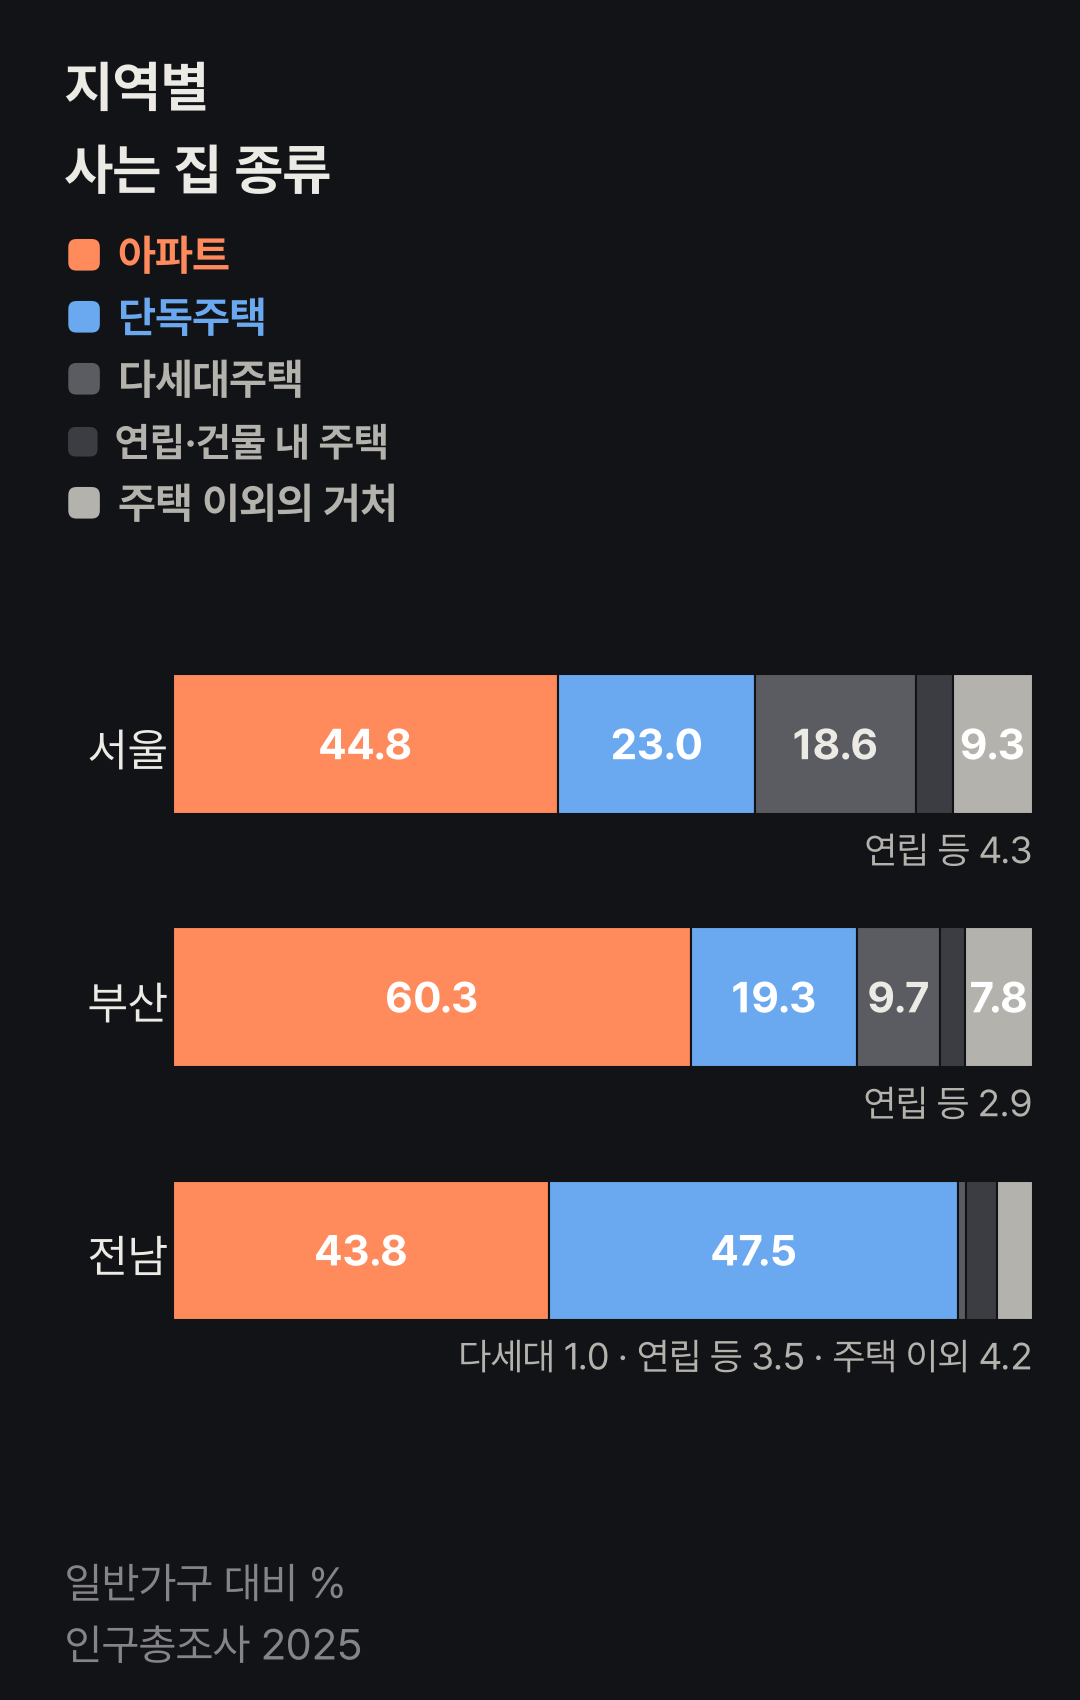 지역별
사는 집 종류
아파트
단독주택
다세대주택
연립·건물 내 주택
주택 이외의 거처
서울 44.8 23.0 18.6 9.3
연립 등 4.3
부산 60.3 19.3 9.7 7.8
연립 등 2.9
전남 43.8 47.5
다세대 1.0 · 연립 등 3.5 · 주택 이외 4.2
일반가구 대비 %
인구총조사 2025